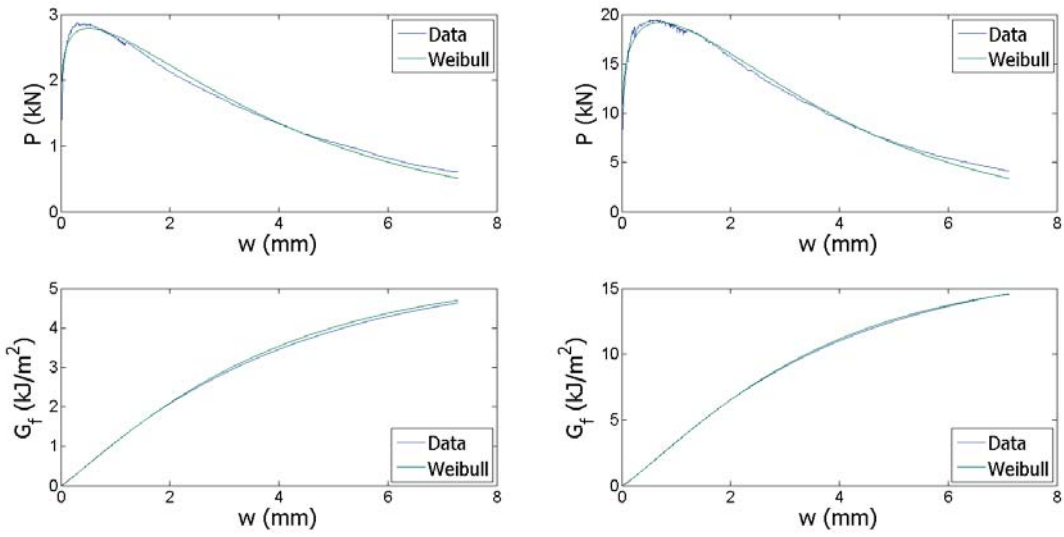 3
2
1
0
P (kN)
0 2 4 6 8
w (mm)
Data
Weibull
20
15
10
5
0
P (kN)
0 2 4 6 8
w (mm)
Data
Weibull
5
4
3
2
1
0
G_f (kJ/m²)
0 2 4 6 8
w (mm)
Data
Weibull
15
10
5
0
G_f (kJ/m²)
0 2 4 6 8
w (mm)
Data
Weibull